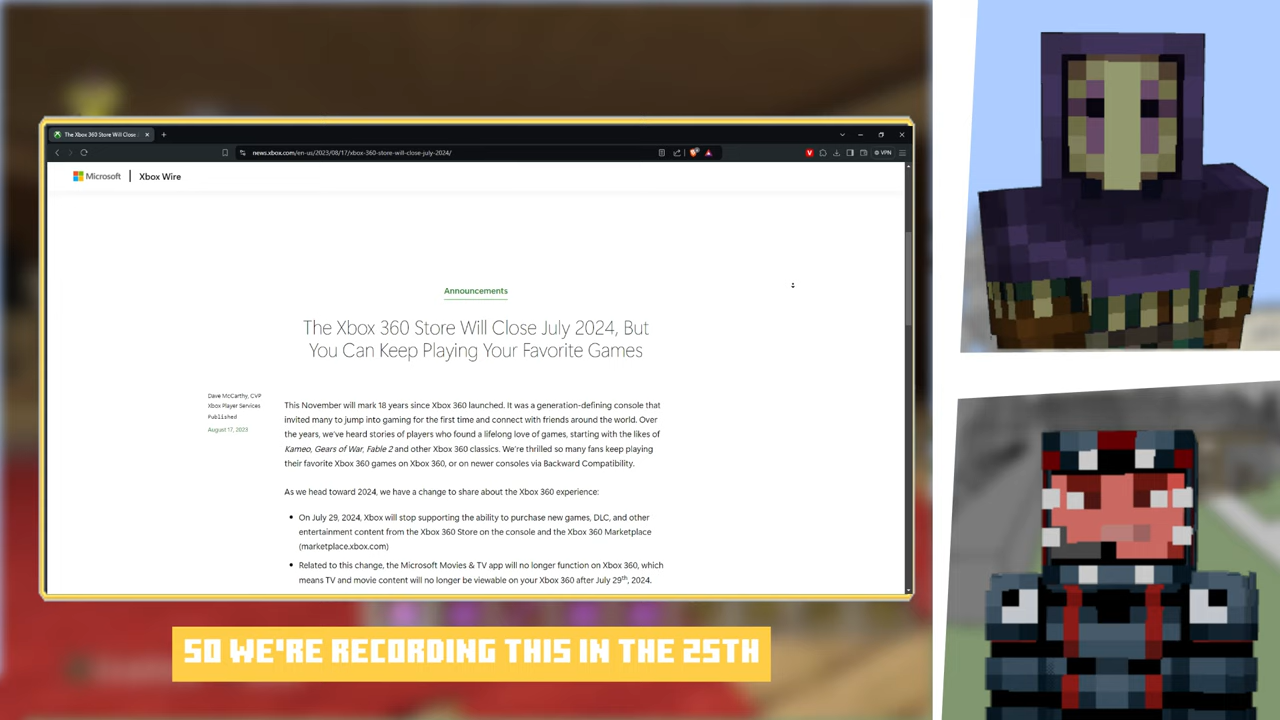 The Xbox 360 Store Will Close
news.xbox.com/en-us/2023/08/17/xbox-360-store-will-close-july-2024/
VPN
Microsoft
Xbox Wire
Announcements
The Xbox 360 Store Will Close July 2024, But
You Can Keep Playing Your Favorite Games
Dave McCarthy, CVP
Xbox Player Services
Published
August 17, 2023
This November will mark 18 years since Xbox 360 launched. It was a generation-defining console that
invited many to jump into gaming for the first time and connect with friends around the world. Over
the years, we've heard stories of players who found a lifelong love of games, starting with the likes of
Kameo, Gears of War, Fable 2 and other Xbox 360 classics. We're thrilled so many fans keep playing
their favorite Xbox 360 games on Xbox 360, or on newer consoles via Backward Compatibility.
As we head toward 2024, we have a change to share about the Xbox 360 experience:
• On July 29, 2024, Xbox will stop supporting the ability to purchase new games, DLC, and other
entertainment content from the Xbox 360 Store on the console and the Xbox 360 Marketplace
(marketplace.xbox.com)
• Related to this change, the Microsoft Movies & TV app will no longer function on Xbox 360, which
means TV and movie content will no longer be viewable on your Xbox 360 after July 29th, 2024.
SO WE'RE RECORDING THIS IN THE 25TH